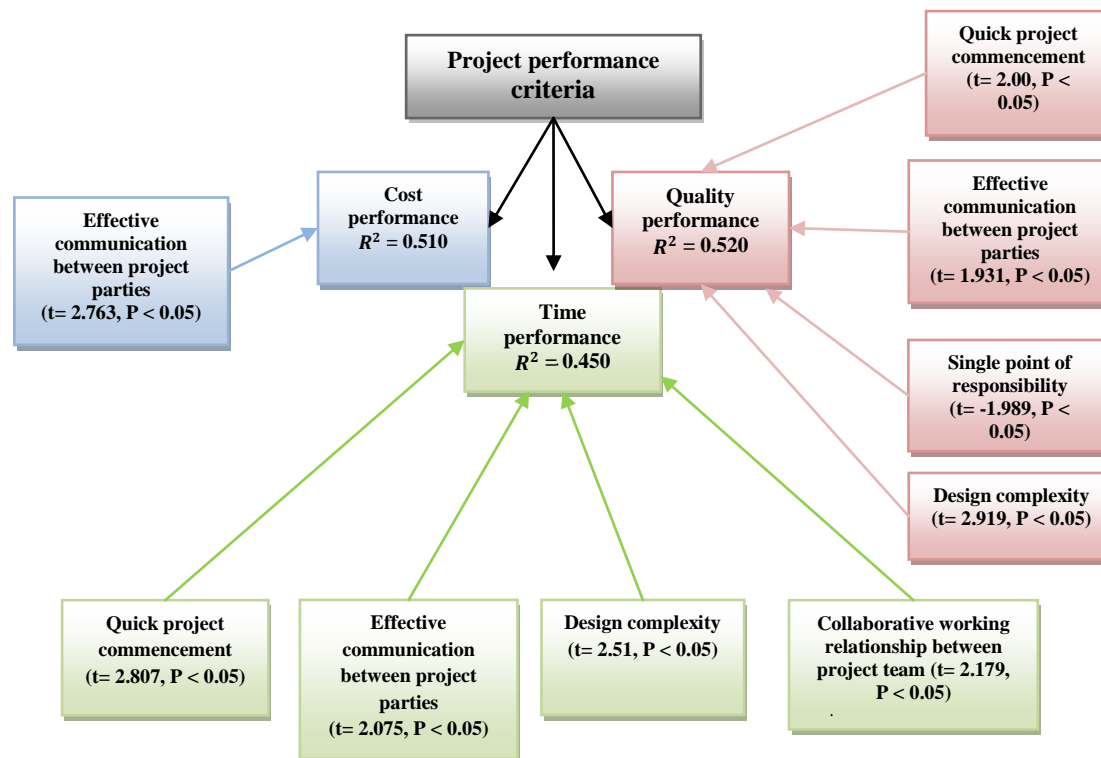 Project performance
criteria
Quick project
commencement
(t= 2.00, P <
0.05)
Cost
performance
R² = 0.510
Quality
performance
R² = 0.520
Effective
communication
between project
parties
(t= 1.931, P < 0.05)
Effective
communication
between project
parties
(t= 2.763, P < 0.05)
Time
performance
R² = 0.450
Single point of
responsibility
(t= -1.989, P <
0.05)
Design complexity
(t= 2.919, P < 0.05)
Quick project
commencement
(t= 2.807, P < 0.05)
Effective
communication
between project
parties
(t= 2.075, P < 0.05)
Design complexity
(t= 2.51, P < 0.05)
Collaborative working
relationship between
project team (t= 2.179,
P < 0.05)
.